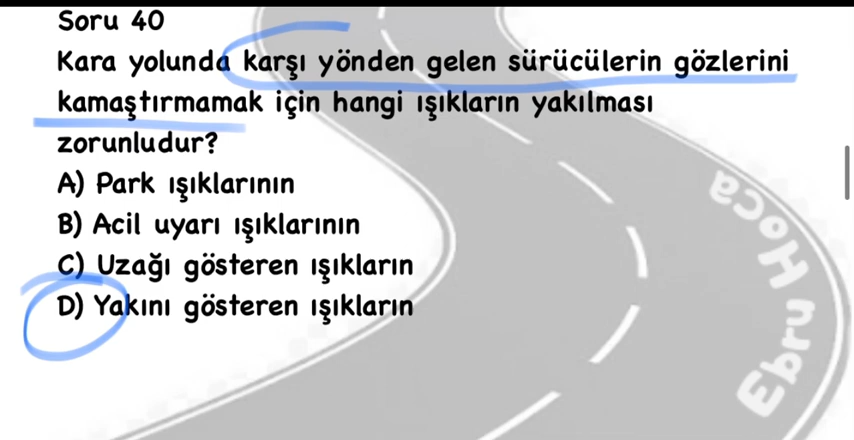 Soru 40
Kara yolunda karşı yönden gelen sürücülerin gözlerini
kamaştırmamak için hangi ışıkların yakılması
zorunludur?
A) Park ışıklarının
B) Acil uyarı ışıklarının
C) Uzağı gösteren ışıkların
D) Yakını gösteren ışıkların
Ebru Hoca